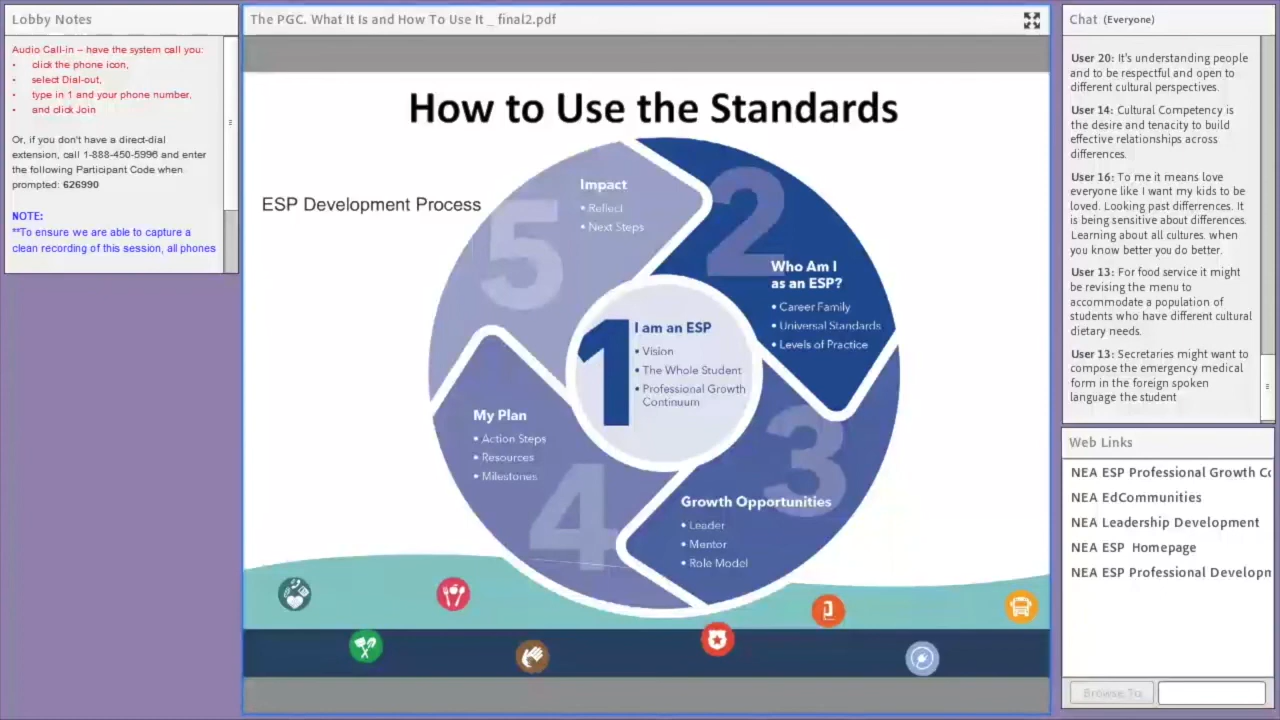 Lobby Notes
Audio Call-in – have the system call you:
• click the phone icon,
• select Dial-out,
• type in 1 and your phone number,
• and click Join
Or, if you don't have a direct-dial
extension, call 1-888-450-5996 and enter
the following Participant Code when
prompted: 626990
NOTE:
**To ensure we are able to capture a
clean recording of this session, all phones
The PGC. What It Is and How To Use It _ final2.pdf
How to Use the Standards
ESP Development Process
1
I am an ESP
• Vision
• The Whole Student
• Professional Growth
Continuum
2
Who Am I
as an ESP?
• Career Family
• Universal Standards
• Levels of Practice
3
Growth Opportunities
• Leader
• Mentor
• Role Model
4
My Plan
• Action Steps
• Resources
• Milestones
5
Impact
• Reflect
• Next Steps
Chat (Everyone)
User 20: It's understanding people
and to be respectful and open to
different cultural perspectives.
User 14: Cultural Competency is
the desire and tenacity to build
effective relationships across
differences.
User 16: To me it means love
everyone like I want my kids to be
loved. Looking past differences. It
is being sensitive about differences.
Learning about all cultures. when
you know better you do better.
User 13: For food service it might
be revising the menu to
accommodate a population of
students who have different cultural
dietary needs.
User 13: Secretaries might want to
compose the emergency medical
form in the foreign spoken
language the student
Web Links
NEA ESP Professional Growth Co
NEA EdCommunities
NEA Leadership Development
NEA ESP Homepage
NEA ESP Professional Developn
Browse To: